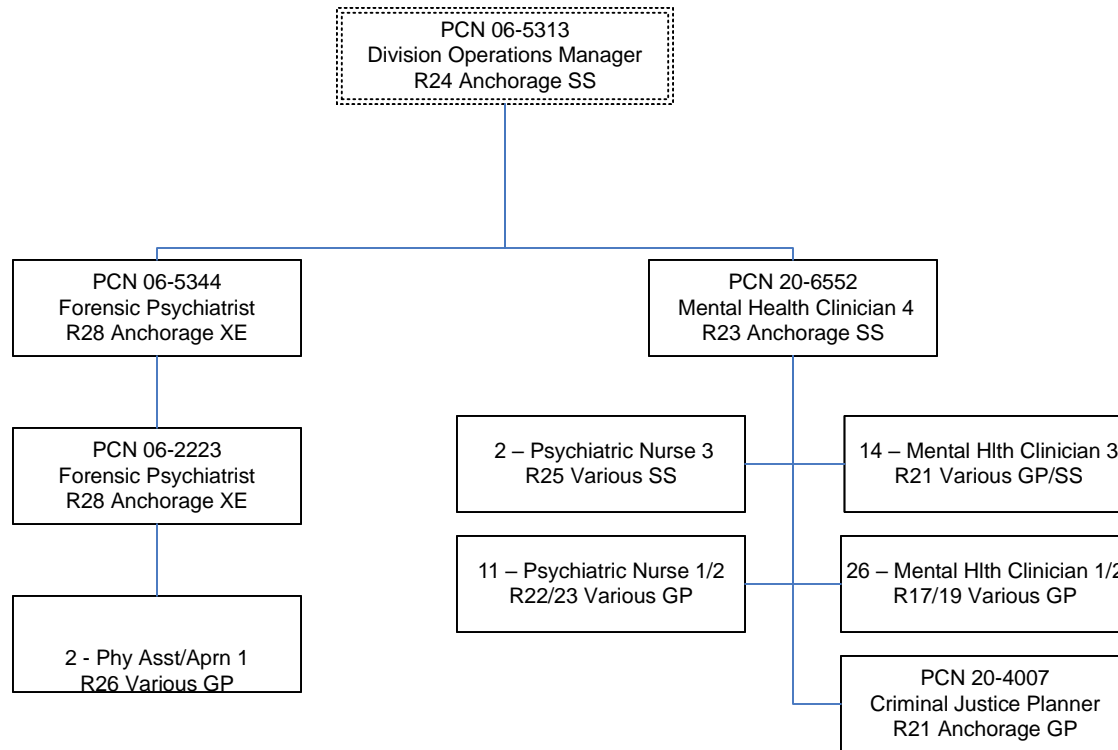 PCN 06-5313
Division Operations Manager
R24 Anchorage SS
PCN 06-5344
Forensic Psychiatrist
R28 Anchorage XE
PCN 20-6552
Mental Health Clinician 4
R23 Anchorage SS
PCN 06-2223
Forensic Psychiatrist
R28 Anchorage XE
2 – Psychiatric Nurse 3
R25 Various SS
14 – Mental Hlth Clinician 3
R21 Various GP/SS
11 – Psychiatric Nurse 1/2
R22/23 Various GP
26 – Mental Hlth Clinician 1/2
R17/19 Various GP
2 - Phy Asst/Aprn 1
R26 Various GP
PCN 20-4007
Criminal Justice Planner
R21 Anchorage GP